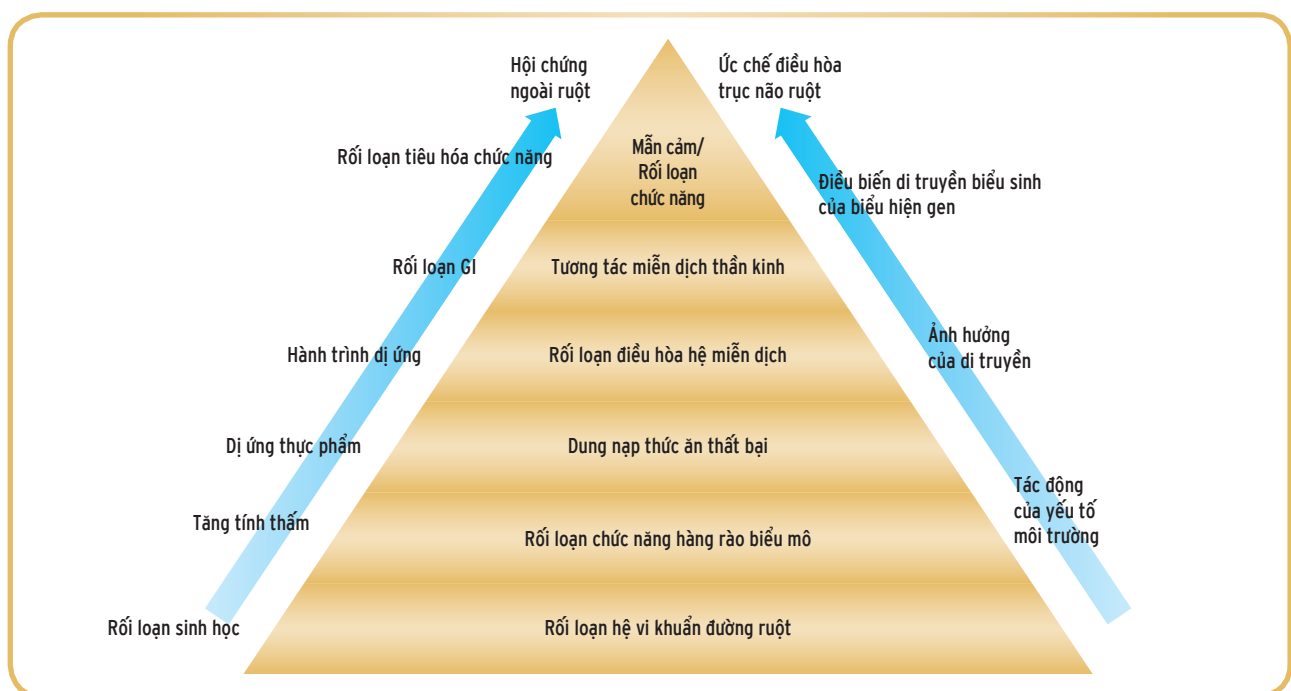 Hội chứng
ngoài ruột
Ức chế điều hòa
trục não ruột
Rối loạn tiêu hóa chức năng
Mẫn cảm/
Rối loạn
chức năng
Điều biến di truyền biểu sinh
của biểu hiện gen
Rối loạn GI
Tương tác miễn dịch thần kinh
Hành trình dị ứng
Rối loạn điều hòa hệ miễn dịch
Ảnh hưởng
của di truyền
Dị ứng thực phẩm
Dung nạp thức ăn thất bại
Tăng tính thấm
Rối loạn chức năng hàng rào biểu mô
Tác động
của yếu tố
môi trường
Rối loạn sinh học
Rối loạn hệ vi khuẩn đường ruột